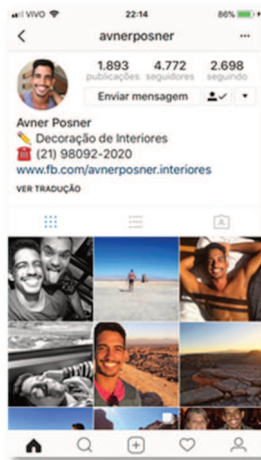 VIVO 22:14 86%
avnerposner
1.893 4.772 2.698
publicações seguidores seguindo
Enviar mensagem
Avner Posner
Decoração de Interiores
(21) 98092-2020
www.fb.com/avnerposner.interiores
VER TRADUÇÃO